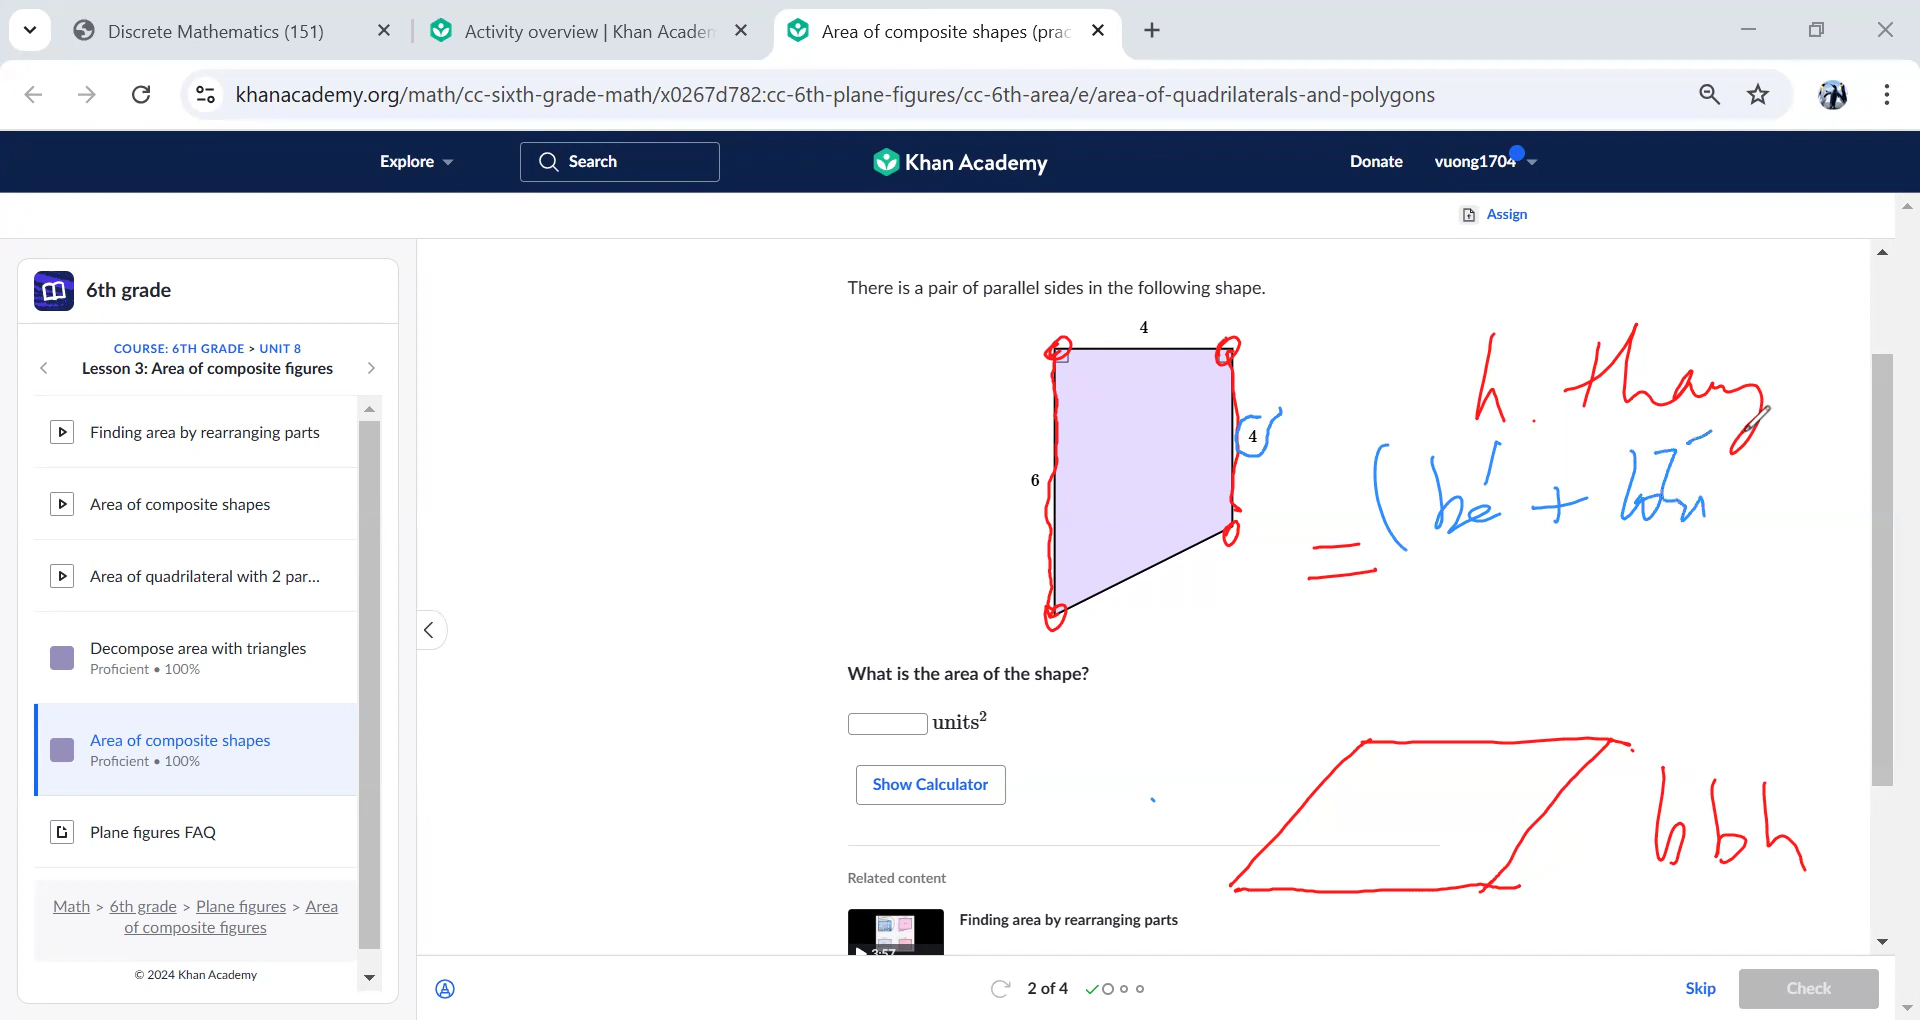 Discrete Mathematics (151)
Activity overview | Khan Academ
Area of composite shapes (prac
khanacademy.org/math/cc-sixth-grade-math/x0267d782:cc-6th-plane-figures/cc-6th-area/e/area-of-quadrilaterals-and-polygons
Explore
Search
Khan Academy
Donate
vuong1704
Assign
6th grade
COURSE: 6TH GRADE > UNIT 8
Lesson 3: Area of composite figures
Finding area by rearranging parts
Area of composite shapes
Area of quadrilateral with 2 par...
Decompose area with triangles
Proficient • 100%
Area of composite shapes
Proficient • 100%
Plane figures FAQ
Math > 6th grade > Plane figures > Area
of composite figures
© 2024 Khan Academy
There is a pair of parallel sides in the following shape.
4
4
6
h. thang
= (bé + lớn
What is the area of the shape?
units²
Show Calculator
hbh
Related content
Finding area by rearranging parts
3:57
2 of 4
Skip
Check